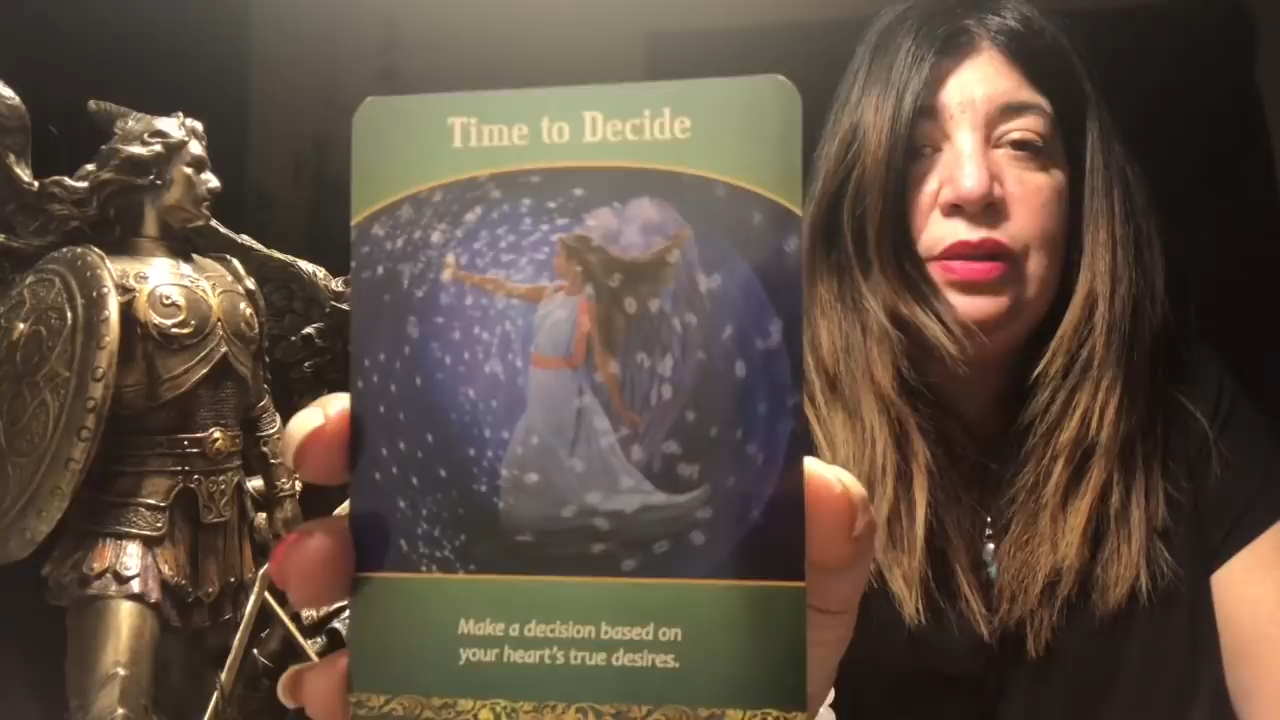 Time to Decide
Make a decision based on
your heart's true desires.